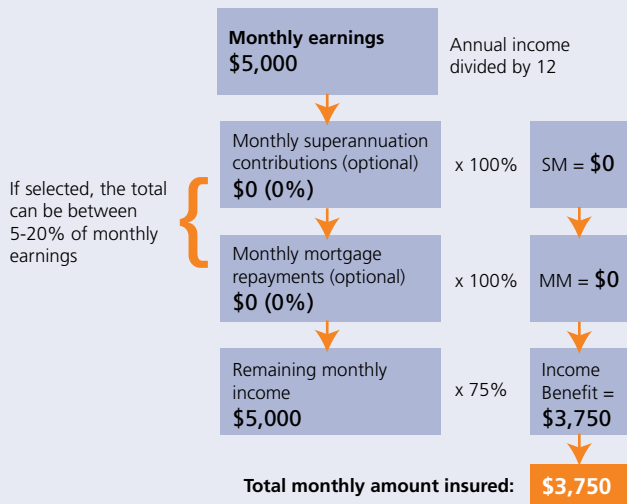 Monthly earnings
$5,000
Annual income
divided by 12
Monthly superannuation
contributions (optional)
$0 (0%)
x 100%
SM = $0
If selected, the total
can be between
5-20% of monthly
earnings
Monthly mortgage
repayments (optional)
$0 (0%)
x 100%
MM = $0
Remaining monthly
income
$5,000
x 75%
Income
Benefit =
$3,750
Total monthly amount insured:
$3,750